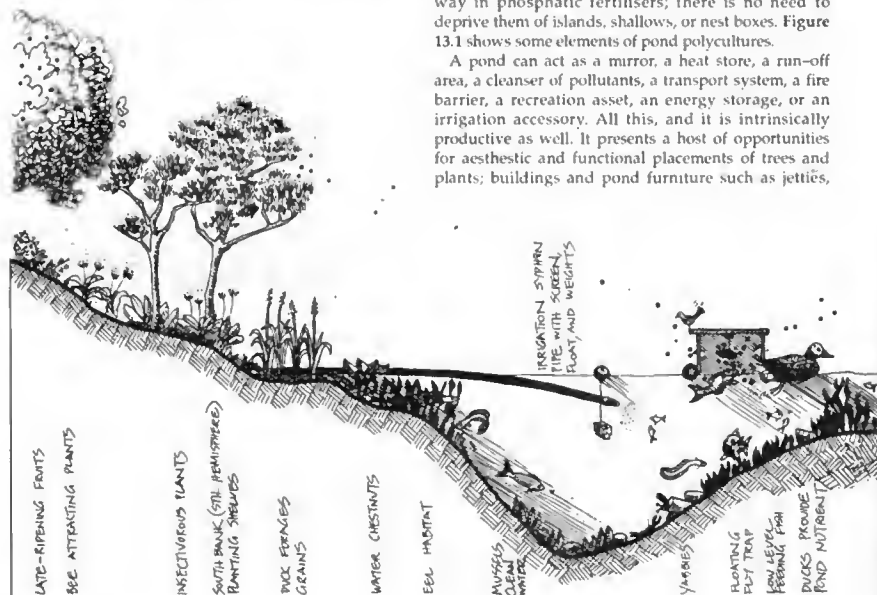 way in phosphatic fertilisers; there is no need to
deprive them of islands, shallows, or nest boxes. Figure
13.1 shows some elements of pond polycultures.
A pond can act as a mirror, a heat store, a run-off
area, a cleanser of pollutants, a transport system, a fire
barrier, a recreation asset, an energy storage, or an
irrigation accessory. All this, and it is intrinsically
productive as well. It presents a host of opportunities
for aesthestic and functional placements of trees and
plants; buildings and pond furniture such as jetties,
IRRIGATION SYPHEN
PIPE WITH SCREEN,
FLOAT, AND WEIGHTS
LATE-RIPENING FRUITS
BEE ATTRACTING PLANTS
INSECTIVOROUS PLANTS
SOUTH BANK (STH. HEMISPHERE)
PLANTING SHELVES
DUCK FORAGES
GRAINS
WATER CHESTNUTS
EEL HABITAT
MUSSELS
CLEAN
WATER
YABBIES
FLOATING
FLY TRAP
LOW LEVEL
FEEDING FISH
DUCKS PROVIDE
POND NUTRIENT